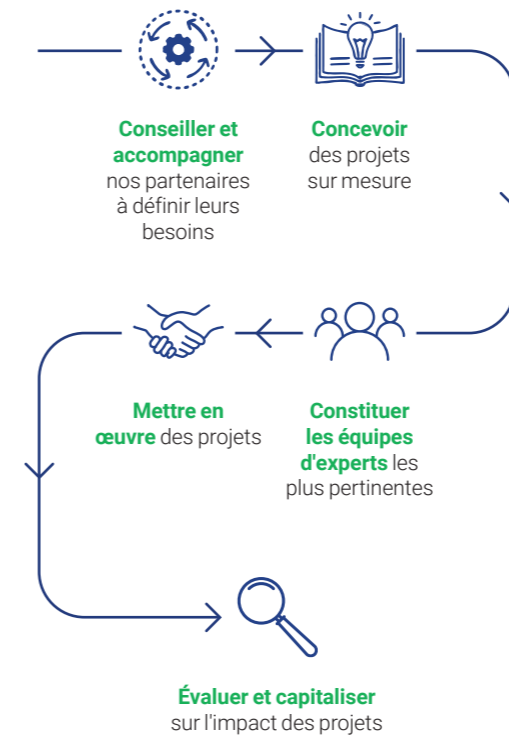 Conseiller et
accompagner
nos partenaires
à définir leurs
besoins
Concevoir
des projets
sur mesure
Constituer
les équipes
d'experts les
plus pertinentes
Mettre en
œuvre des projets
Évaluer et capitaliser
sur l'impact des projets